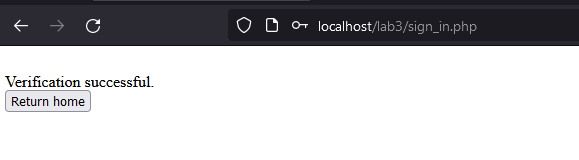 localhost/lab3/sign_in.php
Verification successful.
Return home